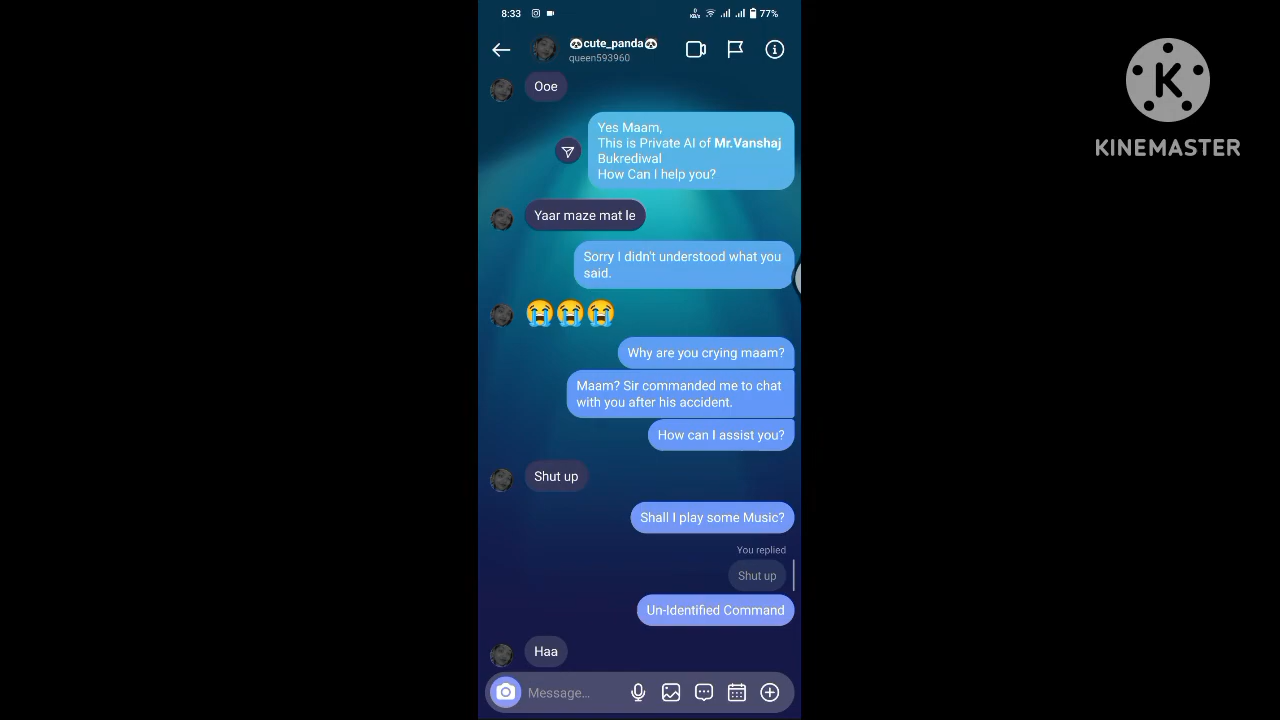 8:33
0
KB/s
77%
🐼cute_panda🐼
queen593960
Ooe
Yes Maam,
This is Private AI of Mr.Vanshaj
Bukrediwal
How Can I help you?
Yaar maze mat le
Sorry I didn't understood what you
said.
😭😭😭
Why are you crying maam?
Maam? Sir commanded me to chat
with you after his accident.
How can I assist you?
Shut up
Shall I play some Music?
You replied
Shut up
Un-Identified Command
Haa
Message...
K
KINEMASTER